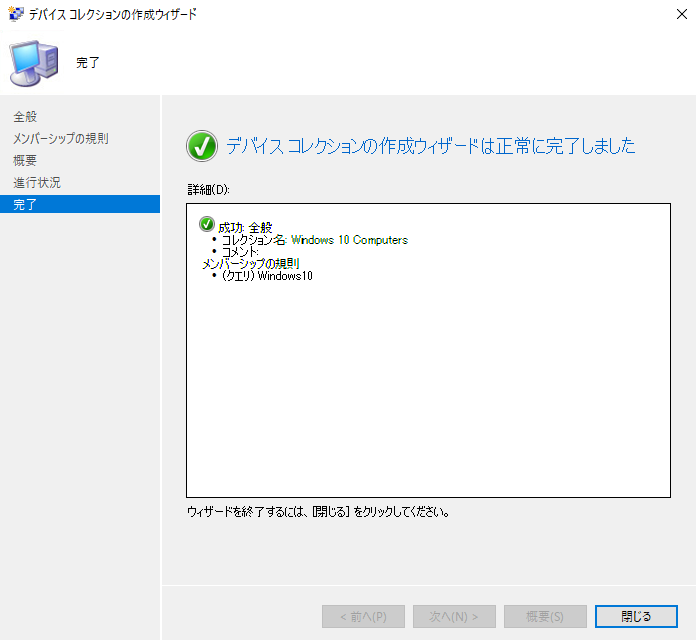 デバイス コレクションの作成ウィザード
完了
全般
メンバーシップの規則
概要
進行状況
完了
デバイス コレクションの作成ウィザードは正常に完了しました
詳細(D):
成功: 全般
• コレクション名: Windows 10 Computers
• コメント:
メンバーシップの規則
• (クエリ) Windows10
ウィザードを終了するには、[閉じる] をクリックしてください。
< 前へ(P)
次へ(N) >
概要(S)
閉じる